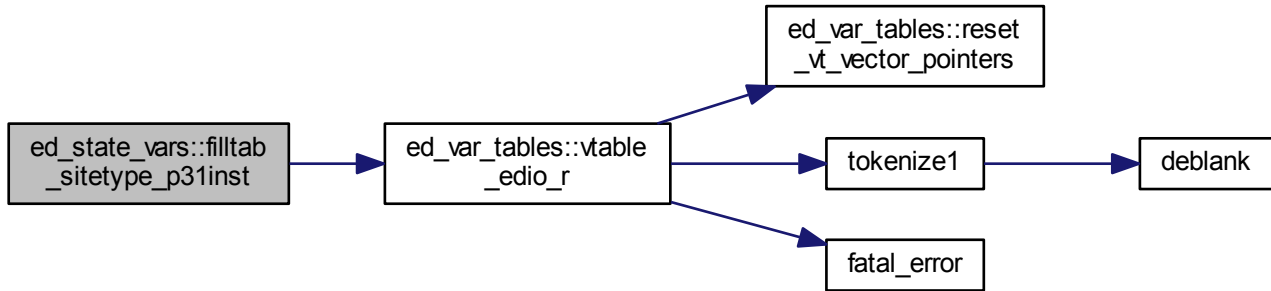 ed_state_vars::filltab
_sitetype_p31inst
ed_var_tables::vtable
_edio_r
ed_var_tables::reset
_vt_vector_pointers
tokenize1
deblank
fatal_error